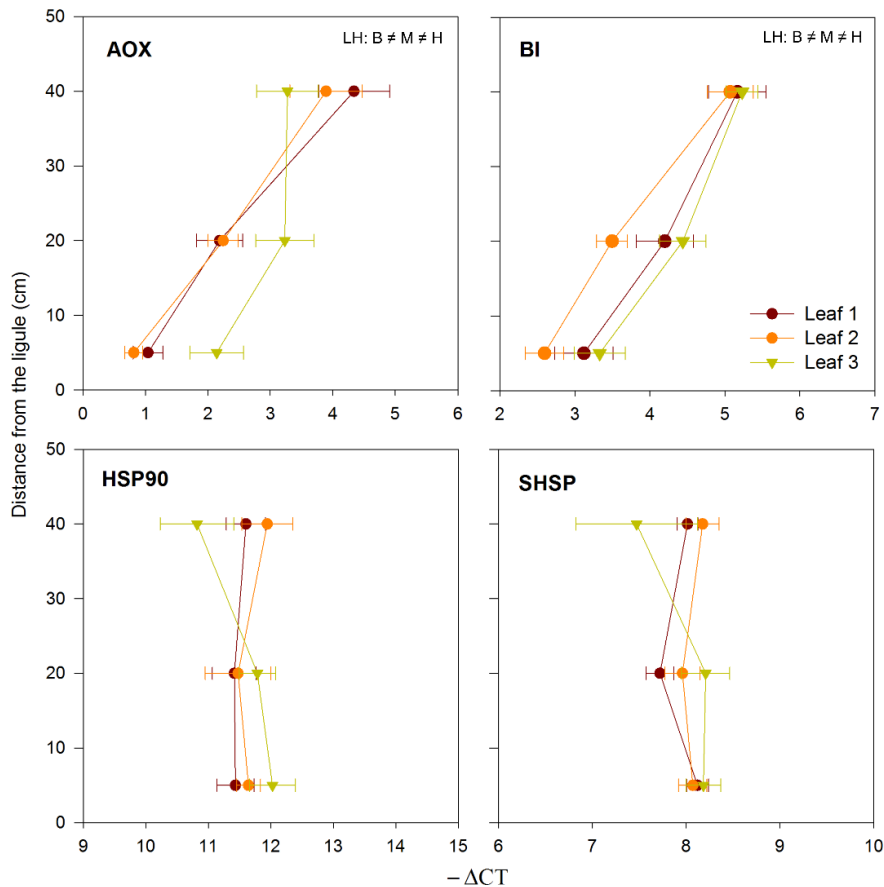 50
AOX
LH: B ≠ M ≠ H
BI
LH: B ≠ M ≠ H
40
30
20
10
0
0 1 2 3 4 5 6
2 3 4 5 6 7
Leaf 1
Leaf 2
Leaf 3
Distance from the ligule (cm)
50
HSP90
SHSP
40
30
20
10
0
9 10 11 12 13 14 15
6 7 8 9 10
− ΔCT